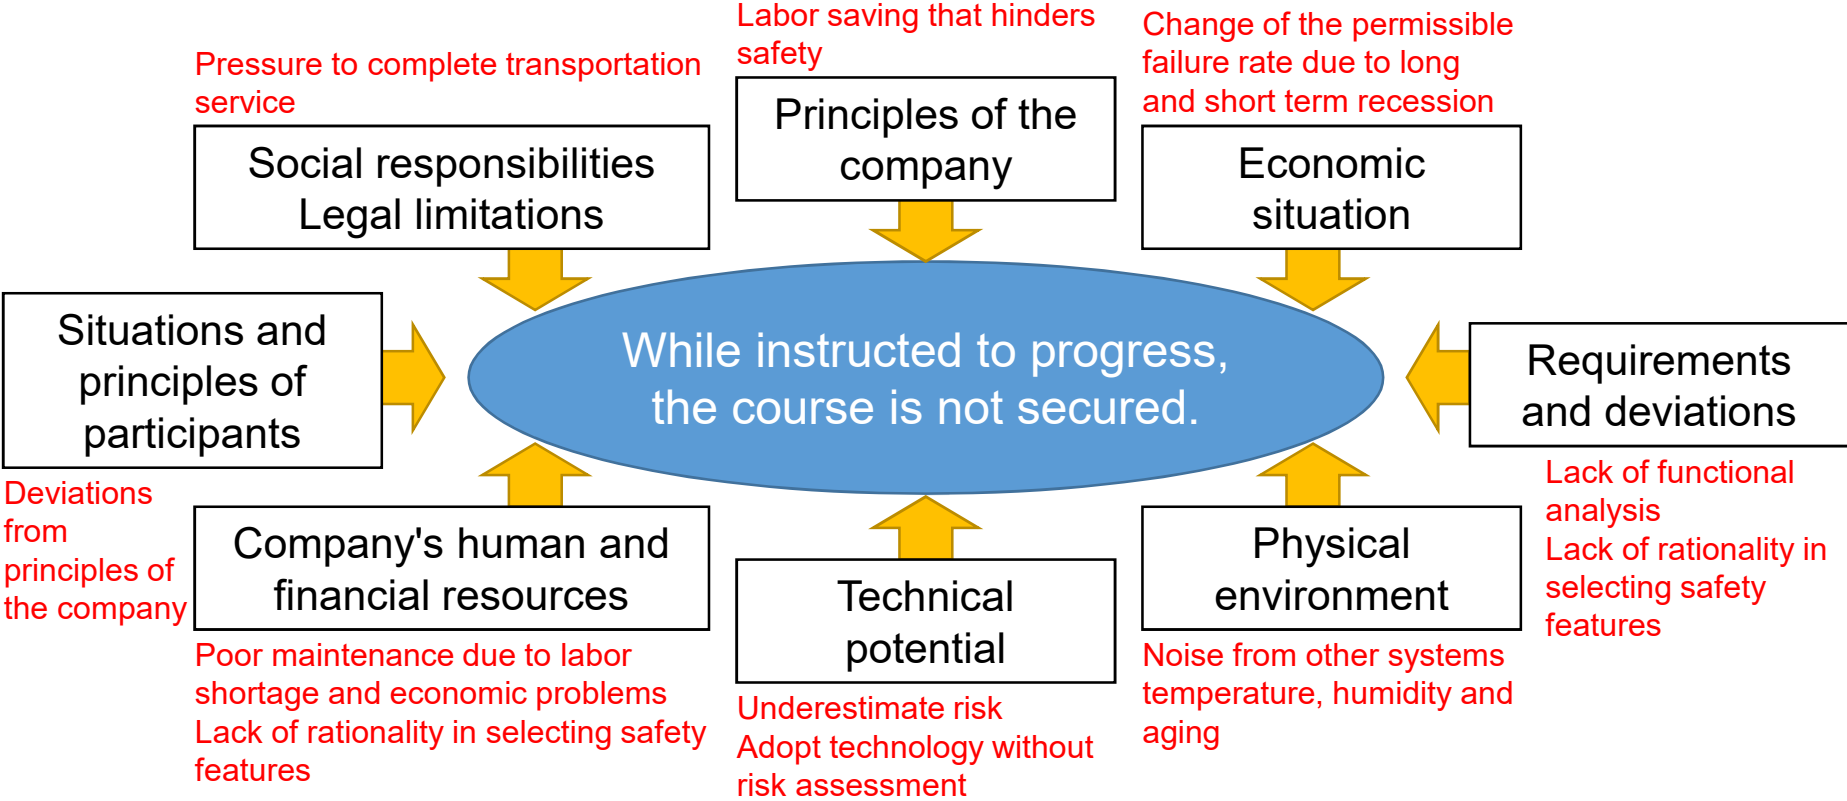 Labor saving that hinders
safety
Change of the permissible
failure rate due to long
and short term recession
Pressure to complete transportation
service
Principles of the
company
Social responsibilities
Legal limitations
Economic
situation
Situations and
principles of
participants
While instructed to progress,
the course is not secured.
Requirements
and deviations
Deviations
from
principles of
the company
Company's human and
financial resources
Technical
potential
Physical
environment
Lack of functional
analysis
Lack of rationality in
selecting safety
features
Poor maintenance due to labor
shortage and economic problems
Lack of rationality in selecting safety
features
Underestimate risk
Adopt technology without
risk assessment
Noise from other systems
temperature, humidity and
aging